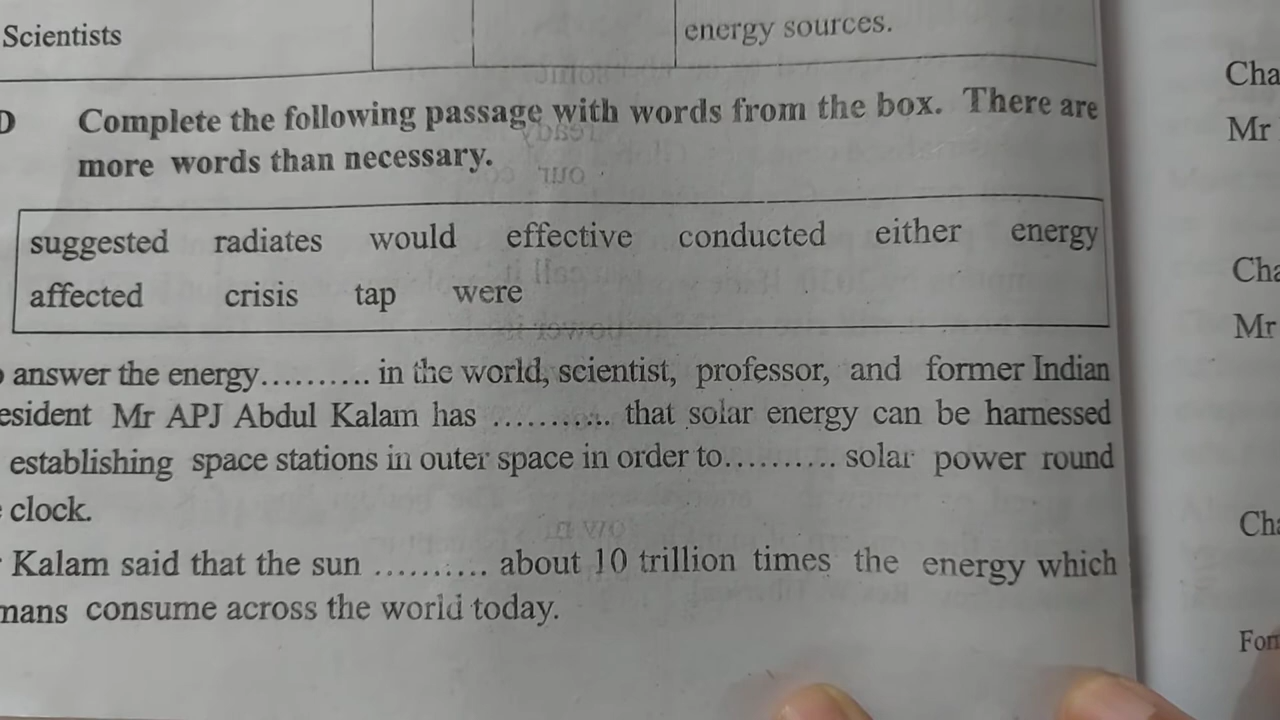 Scientists energy sources.
D Complete the following passage with words from the box. There are
more words than necessary.
suggested radiates would effective conducted either energy
affected crisis tap were
answer the energy.......... in the world, scientist, professor, and former Indian
esident Mr APJ Abdul Kalam has .......... that solar energy can be harnessed
establishing space stations in outer space in order to.......... solar power round
clock.
Kalam said that the sun .......... about 10 trillion times the energy which
mans consume across the world today.
Cha
Mr
Cha
Mr
Cha